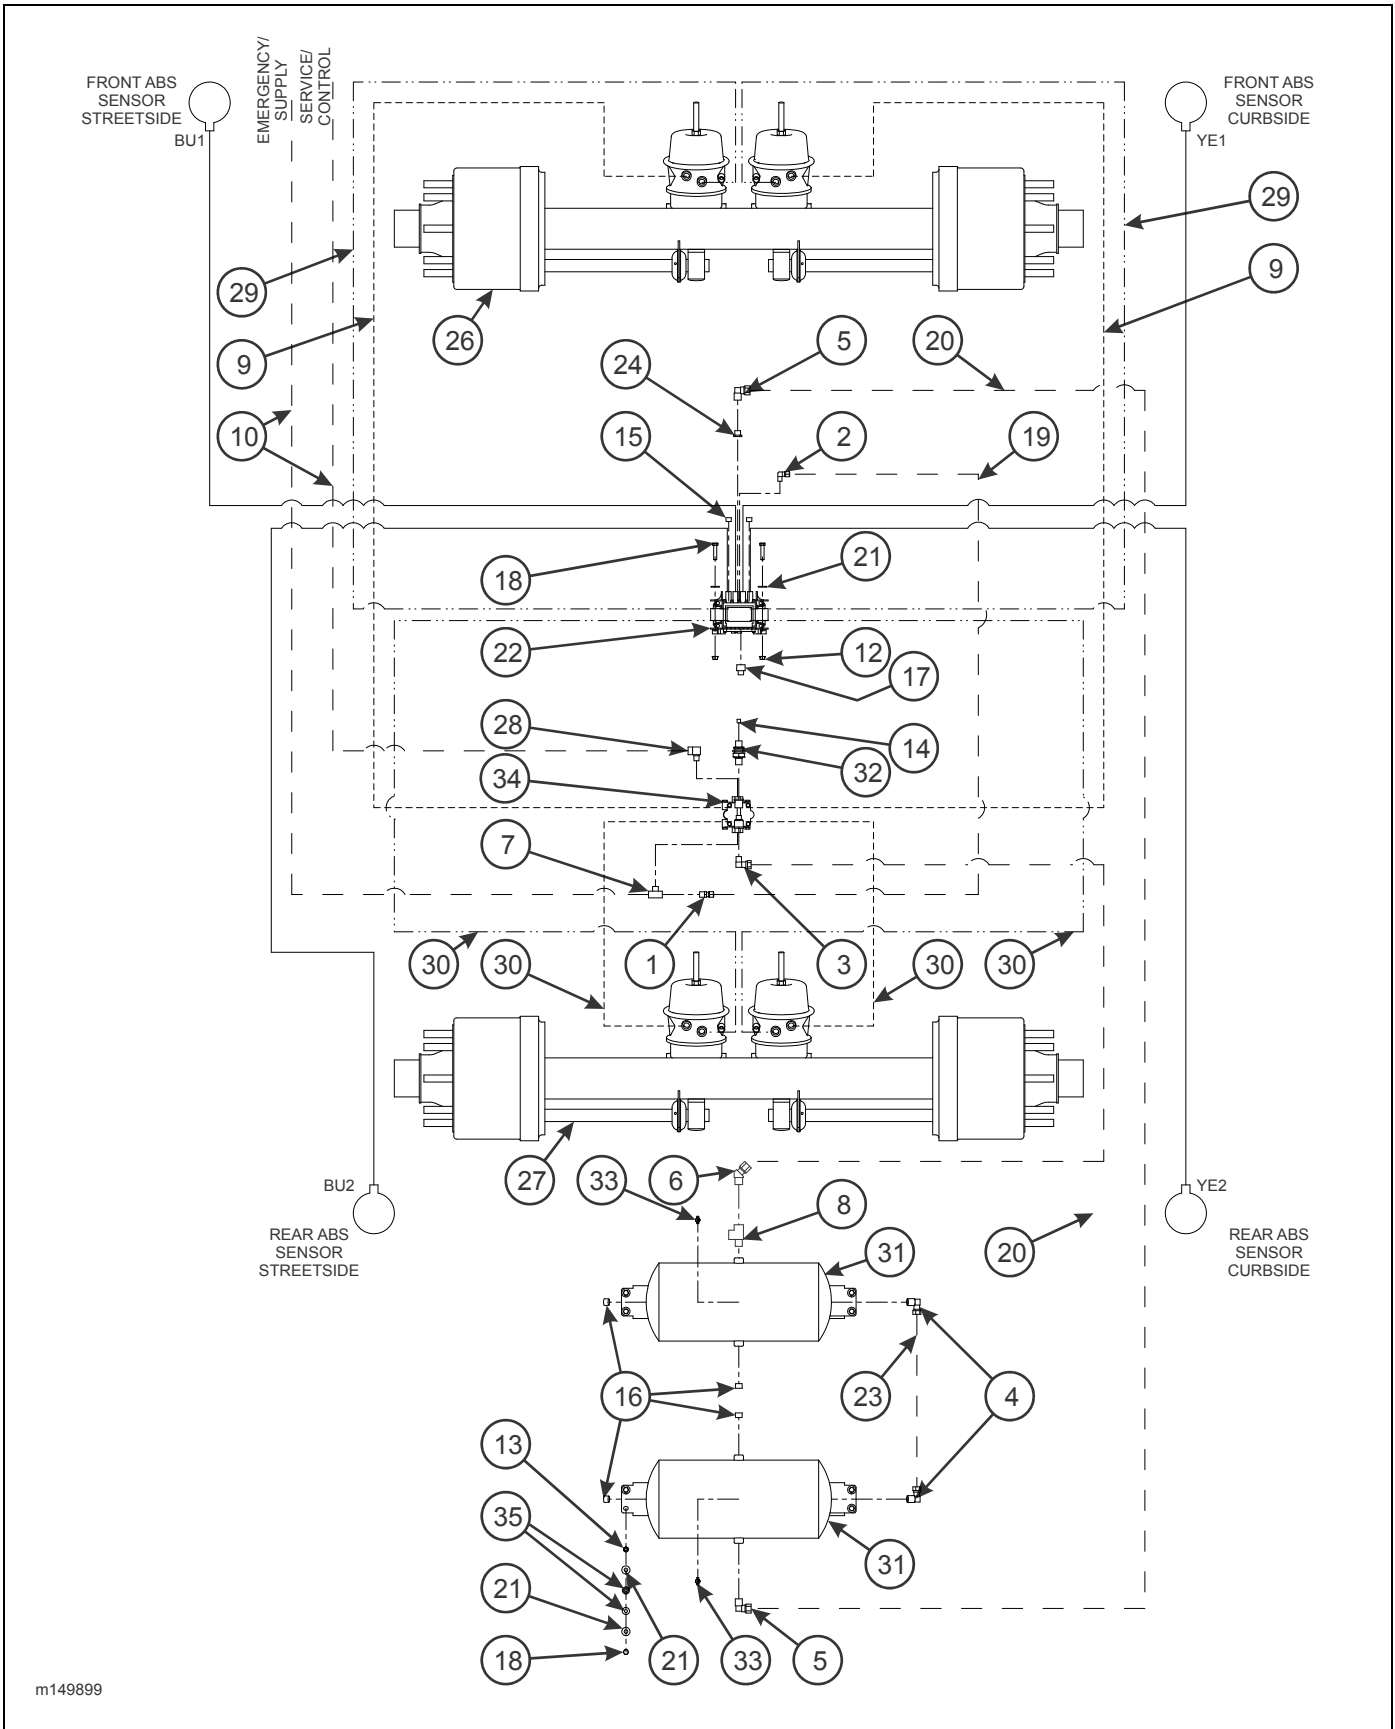 FRONT ABS
SENSOR
STREETSIDE
BU1
EMERGENCY/
SUPPLY
SERVICE/
CONTROL
FRONT ABS
SENSOR
CURBSIDE
YE1
29
29
9
9
26
5
20
24
10
15
2
19
18
21
22
12
17
28
14
32
34
7
30
30
1
3
30
30
27
33
6
8
BU2
REAR ABS
SENSOR
STREETSIDE
YE2
REAR ABS
SENSOR
CURBSIDE
31
20
16
23
4
13
35
31
21
18
21
33
5
m149899